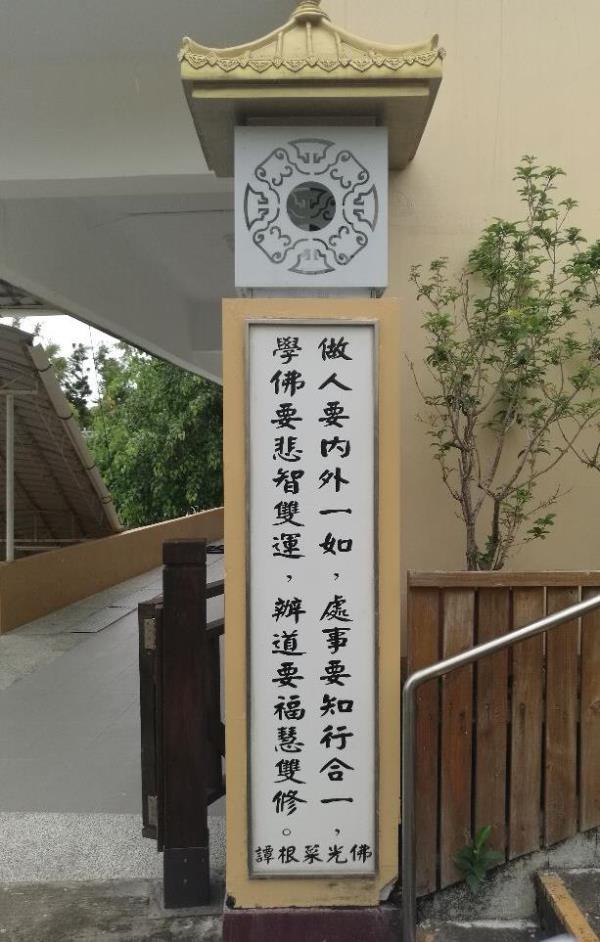 做人要內外一如，處事要知行合一，
學佛要悲智雙運，辦道要福慧雙修。
佛光菜根譚